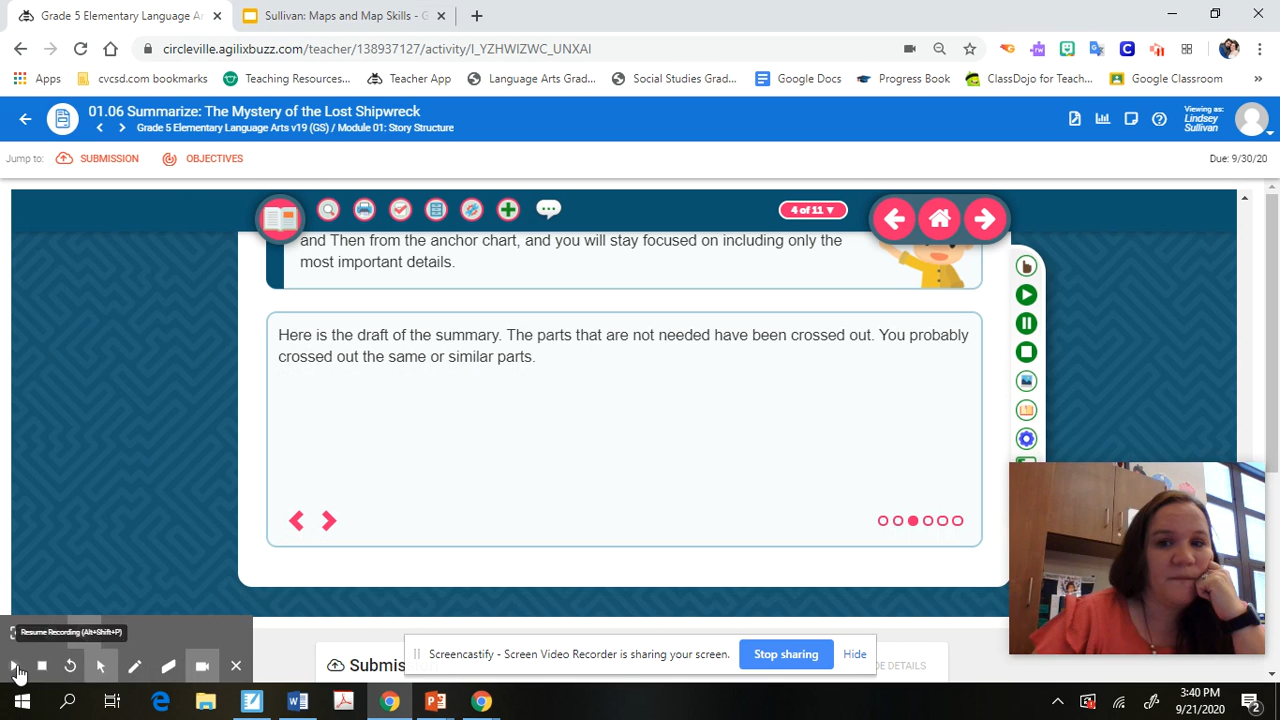 Grade 5 Elementary Language Ar
Sullivan: Maps and Map Skills - G
circleville.agilixbuzz.com/teacher/138937127/activity/I_YZHWIZWC_UNXAI
Apps
cvcsd.com bookmarks
Teaching Resources...
Teacher App
Language Arts Grad...
Social Studies Grad...
Google Docs
Progress Book
ClassDojo for Teach...
Google Classroom
01.06 Summarize: The Mystery of the Lost Shipwreck
Grade 5 Elementary Language Arts v19 (GS) / Module 01: Story Structure
Viewing as:
Lindsey
Sullivan
Jump to:
SUBMISSION
OBJECTIVES
Due: 9/30/20
4 of 11 ▼
and Then from the anchor chart, and you will stay focused on including only the
most important details.
Here is the draft of the summary. The parts that are not needed have been crossed out. You probably
crossed out the same or similar parts.
Resume Recording (Alt+Shift+P)
Submission
Screencastify - Screen Video Recorder is sharing your screen.
Stop sharing
Hide
DE DETAILS
3:40 PM
9/21/2020
2